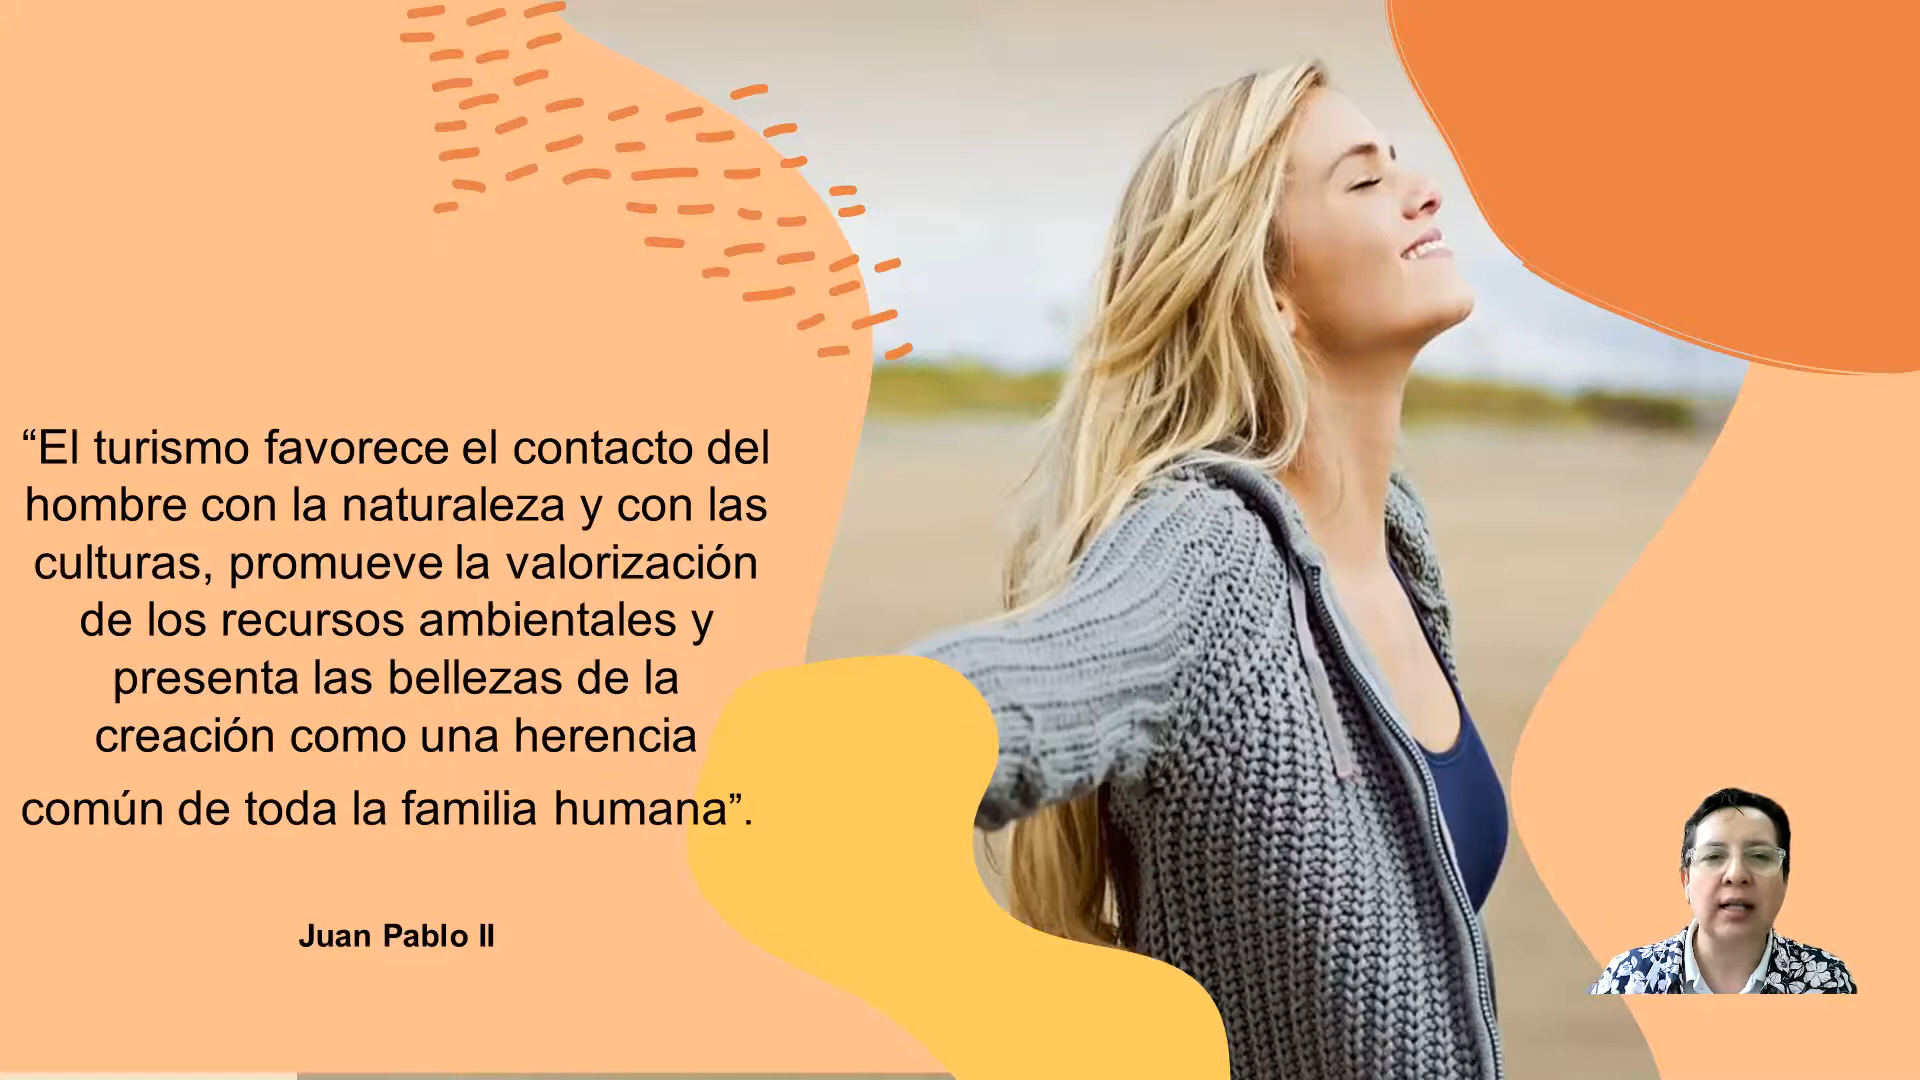 “El turismo favorece el contacto del
hombre con la naturaleza y con las
culturas, promueve la valorización
de los recursos ambientales y
presenta las bellezas de la
creación como una herencia
común de toda la familia humana”.
Juan Pablo II